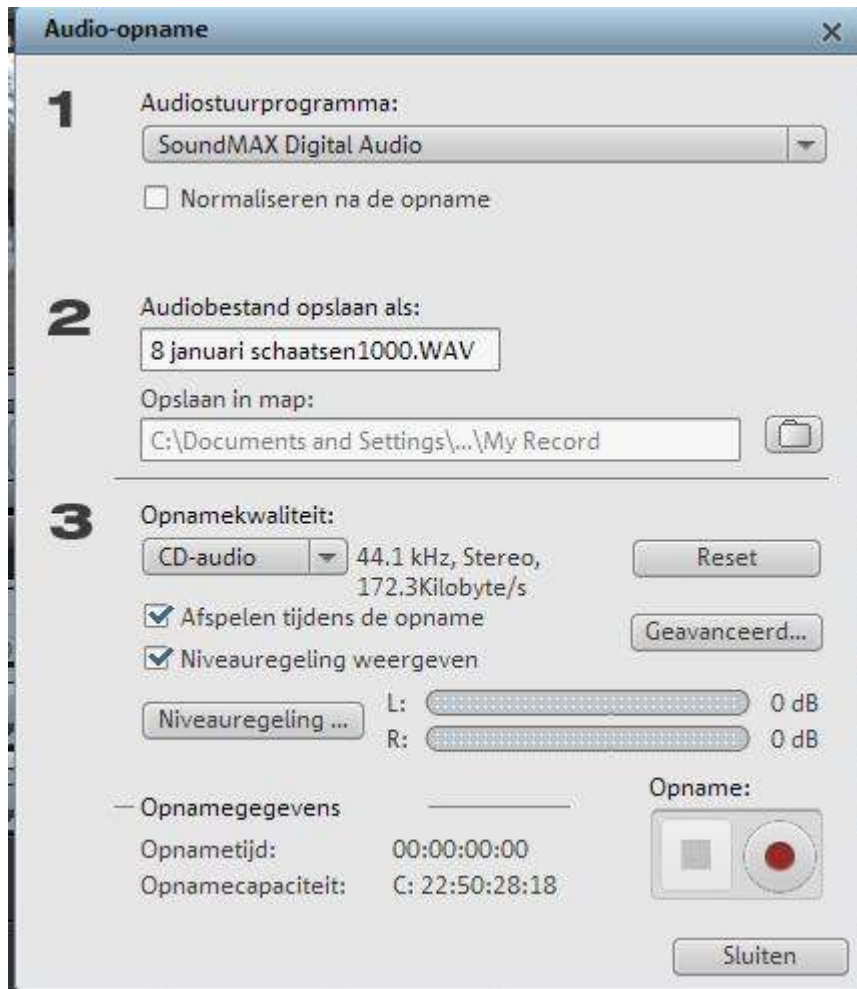 Audio-opname
1
Audiostuurprogramma:
SoundMAX Digital Audio
Normaliseren na de opname
2
Audiobestand opslaan als:
8 januari schaatsen1000.WAV
Opslaan in map:
C:\Documents and Settings\...\My Record
3
Opnamekwaliteit:
CD-audio 44.1 kHz, Stereo, Reset
172.3Kilobyte/s
Afspelen tijdens de opname
Geavanceerd...
Niveauregeling weergeven
Niveauregeling ...
L: 0 dB
R: 0 dB
Opnamegegevens
Opname:
Opnametijd: 00:00:00:00
Opnamecapaciteit: C: 22:50:28:18
Sluiten